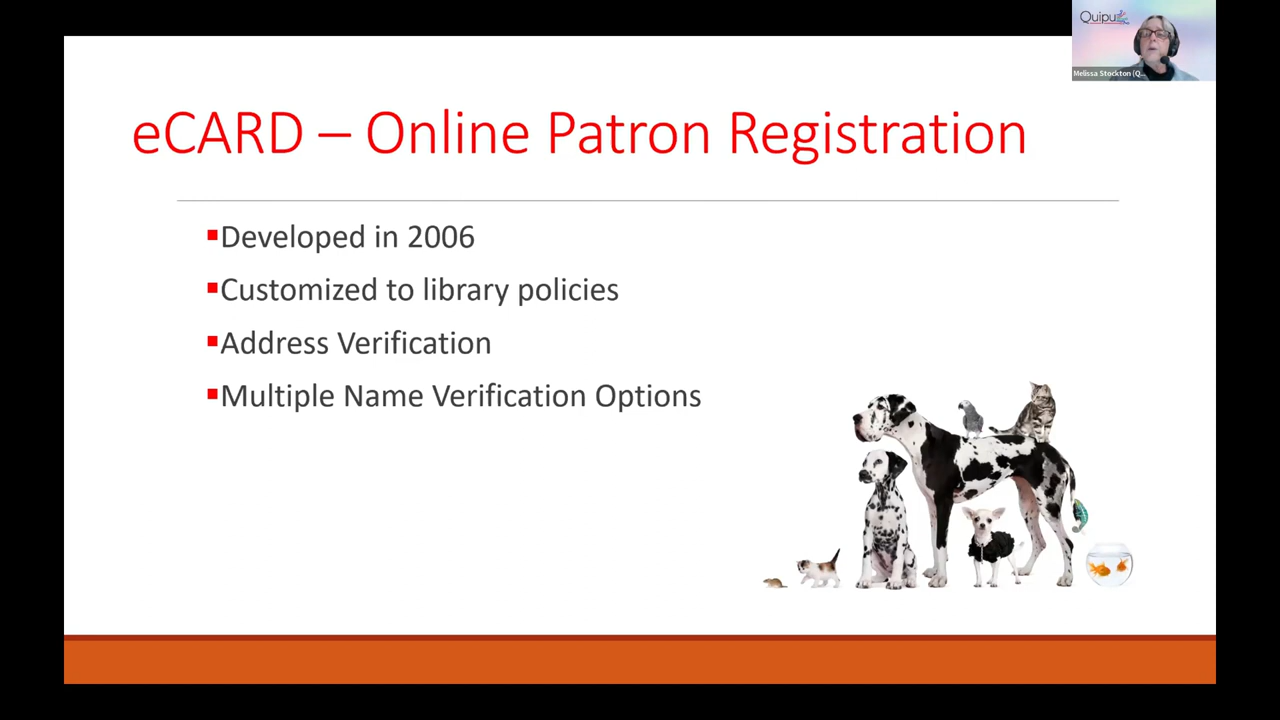 Quipu
Melissa Stockton (Q...
eCARD – Online Patron Registration
▪Developed in 2006
▪Customized to library policies
▪Address Verification
▪Multiple Name Verification Options